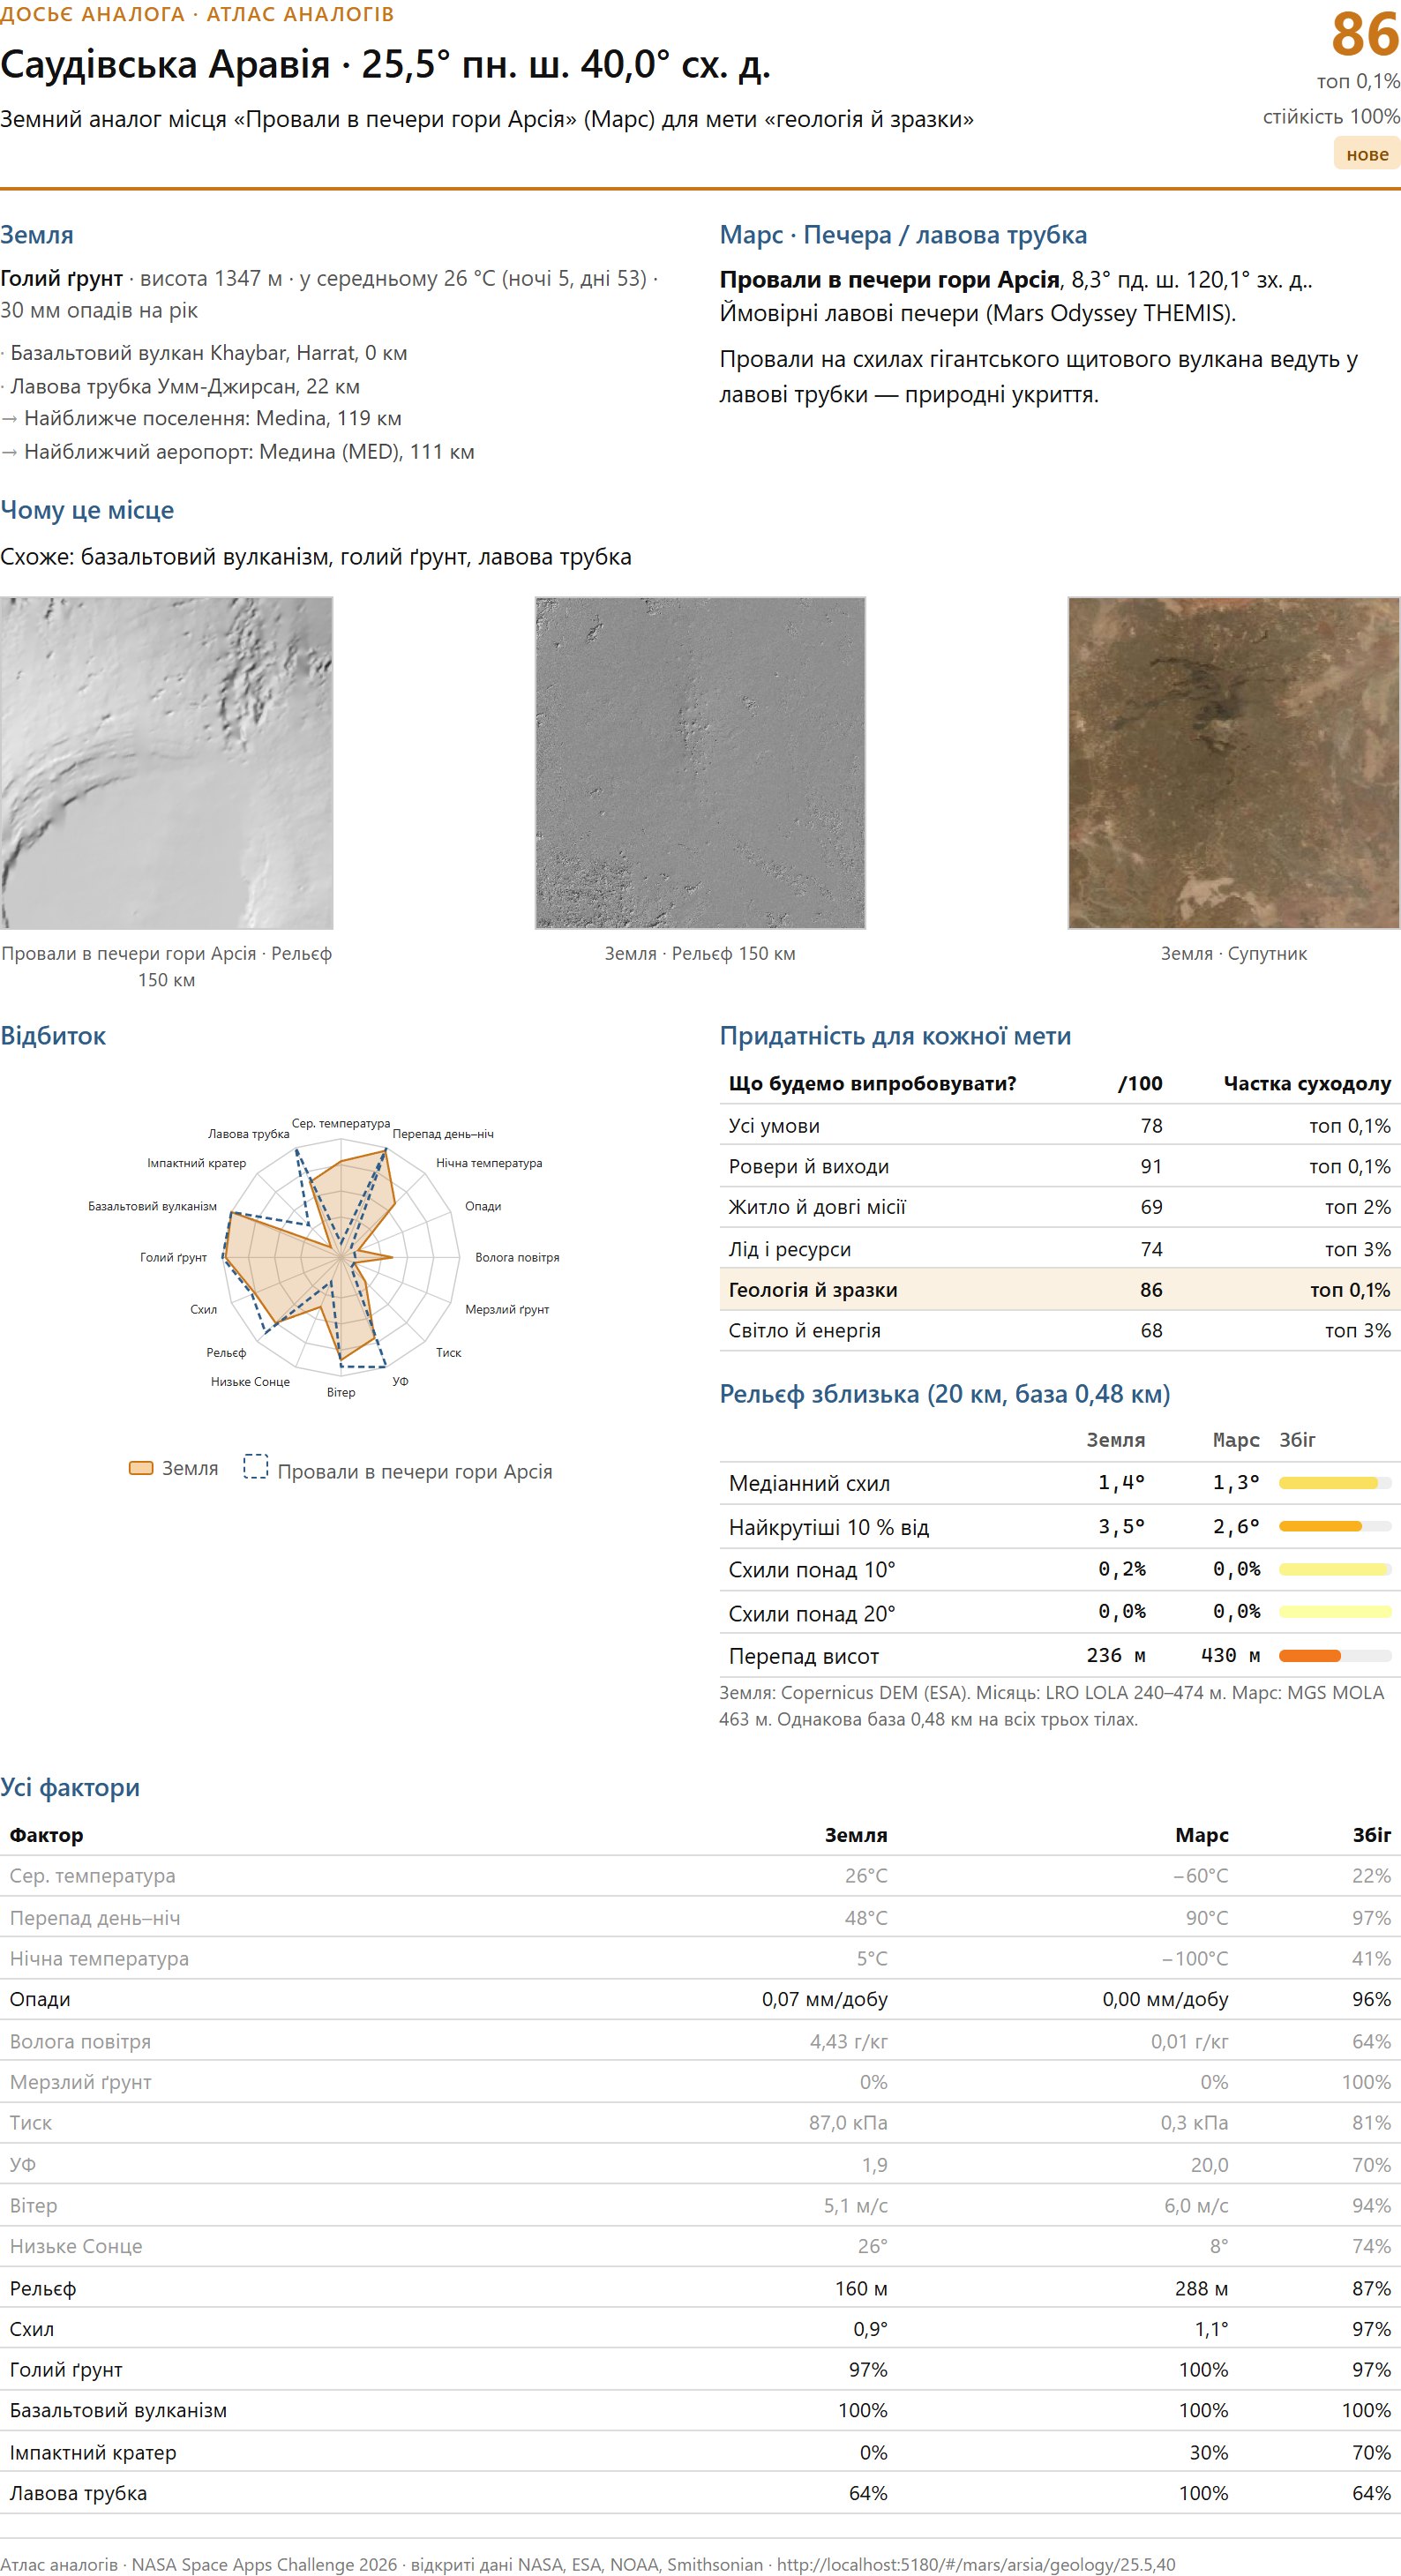 ДОСЬЄ АНАЛОГА · АТЛАС АНАЛОГІВ
Саудівська Аравія · 25,5° пн. ш. 40,0° сх. д.
Земний аналог місця «Провали в печери гори Арсія» (Марс) для мети «геологія й зразки»
86
топ 0,1%
стійкість 100%
нове
Земля
Голий ґрунт · висота 1347 м · у середньому 26 °C (ночі 5, дні 53) ·
30 мм опадів на рік
· Базальтовий вулкан Khaybar, Harrat, 0 км
· Лавова трубка Умм-Джирсан, 22 км
→ Найближче поселення: Medina, 119 км
→ Найближчий аеропорт: Медина (MED), 111 км
Марс · Печера / лавова трубка
Провали в печери гори Арсія, 8,3° пд. ш. 120,1° зх. д..
Ймовірні лавові печери (Mars Odyssey THEMIS).
Провали на схилах гігантського щитового вулкана ведуть у
лавові трубки — природні укриття.
Чому це місце
Схоже: базальтовий вулканізм, голий ґрунт, лавова трубка
Провали в печери гори Арсія · Рельєф
150 км
Земля · Рельєф 150 км
Земля · Супутник
Відбиток
Сер. температура
Перепад день–ніч
Нічна температура
Опади
Волога повітря
Мерзлий ґрунт
Тиск
УФ
Вітер
Низьке Сонце
Рельєф
Схил
Голий ґрунт
Базальтовий вулканізм
Імпактний кратер
Лавова трубка
Земля
Провали в печери гори Арсія
Придатність для кожної мети
Що будемо випробовувати? /100 Частка суходолу
Усі умови 78 топ 0,1%
Ровери й виходи 91 топ 0,1%
Житло й довгі місії 69 топ 2%
Лід і ресурси 74 топ 3%
Геологія й зразки 86 топ 0,1%
Світло й енергія 68 топ 3%
Рельєф зблизька (20 км, база 0,48 км)
Земля Марс Збіг
Медіанний схил 1,4° 1,3°
Найкрутіші 10 % від 3,5° 2,6°
Схили понад 10° 0,2% 0,0%
Схили понад 20° 0,0% 0,0%
Перепад висот 236 м 430 м
Земля: Copernicus DEM (ESA). Місяць: LRO LOLA 240–474 м. Марс: MGS MOLA
463 м. Однакова база 0,48 км на всіх трьох тілах.
Усі фактори
Фактор Земля Марс Збіг
Сер. температура 26°C −60°C 22%
Перепад день–ніч 48°C 90°C 97%
Нічна температура 5°C −100°C 41%
Опади 0,07 мм/добу 0,00 мм/добу 96%
Волога повітря 4,43 г/кг 0,01 г/кг 64%
Мерзлий ґрунт 0% 0% 100%
Тиск 87,0 кПа 0,3 кПа 81%
УФ 1,9 20,0 70%
Вітер 5,1 м/с 6,0 м/с 94%
Низьке Сонце 26° 8° 74%
Рельєф 160 м 288 м 87%
Схил 0,9° 1,1° 97%
Голий ґрунт 97% 100% 97%
Базальтовий вулканізм 100% 100% 100%
Імпактний кратер 0% 30% 70%
Лавова трубка 64% 100% 64%
Атлас аналогів · NASA Space Apps Challenge 2026 · відкриті дані NASA, ESA, NOAA, Smithsonian · http://localhost:5180/#/mars/arsia/geology/25.5,40